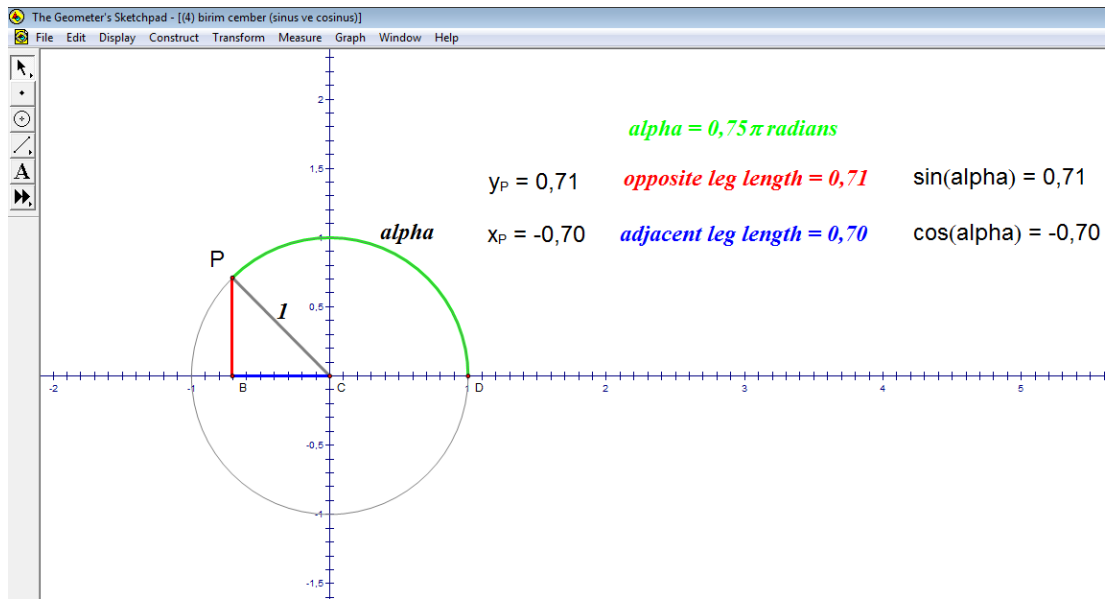 The Geometer's Sketchpad - [(4) birim cember (sinus ve cosinus)]
File Edit Display Construct Transform Measure Graph Window Help
A
2
alpha = 0,75π radians
1,5
yP = 0,71 opposite leg length = 0,71 sin(alpha) = 0,71
xP = -0,70 adjacent leg length = 0,70 cos(alpha) = -0,70
1
alpha
P
0,5
1
-2 -1 B C 1 D 2 3 4 5
-0,5
-1
-1,5